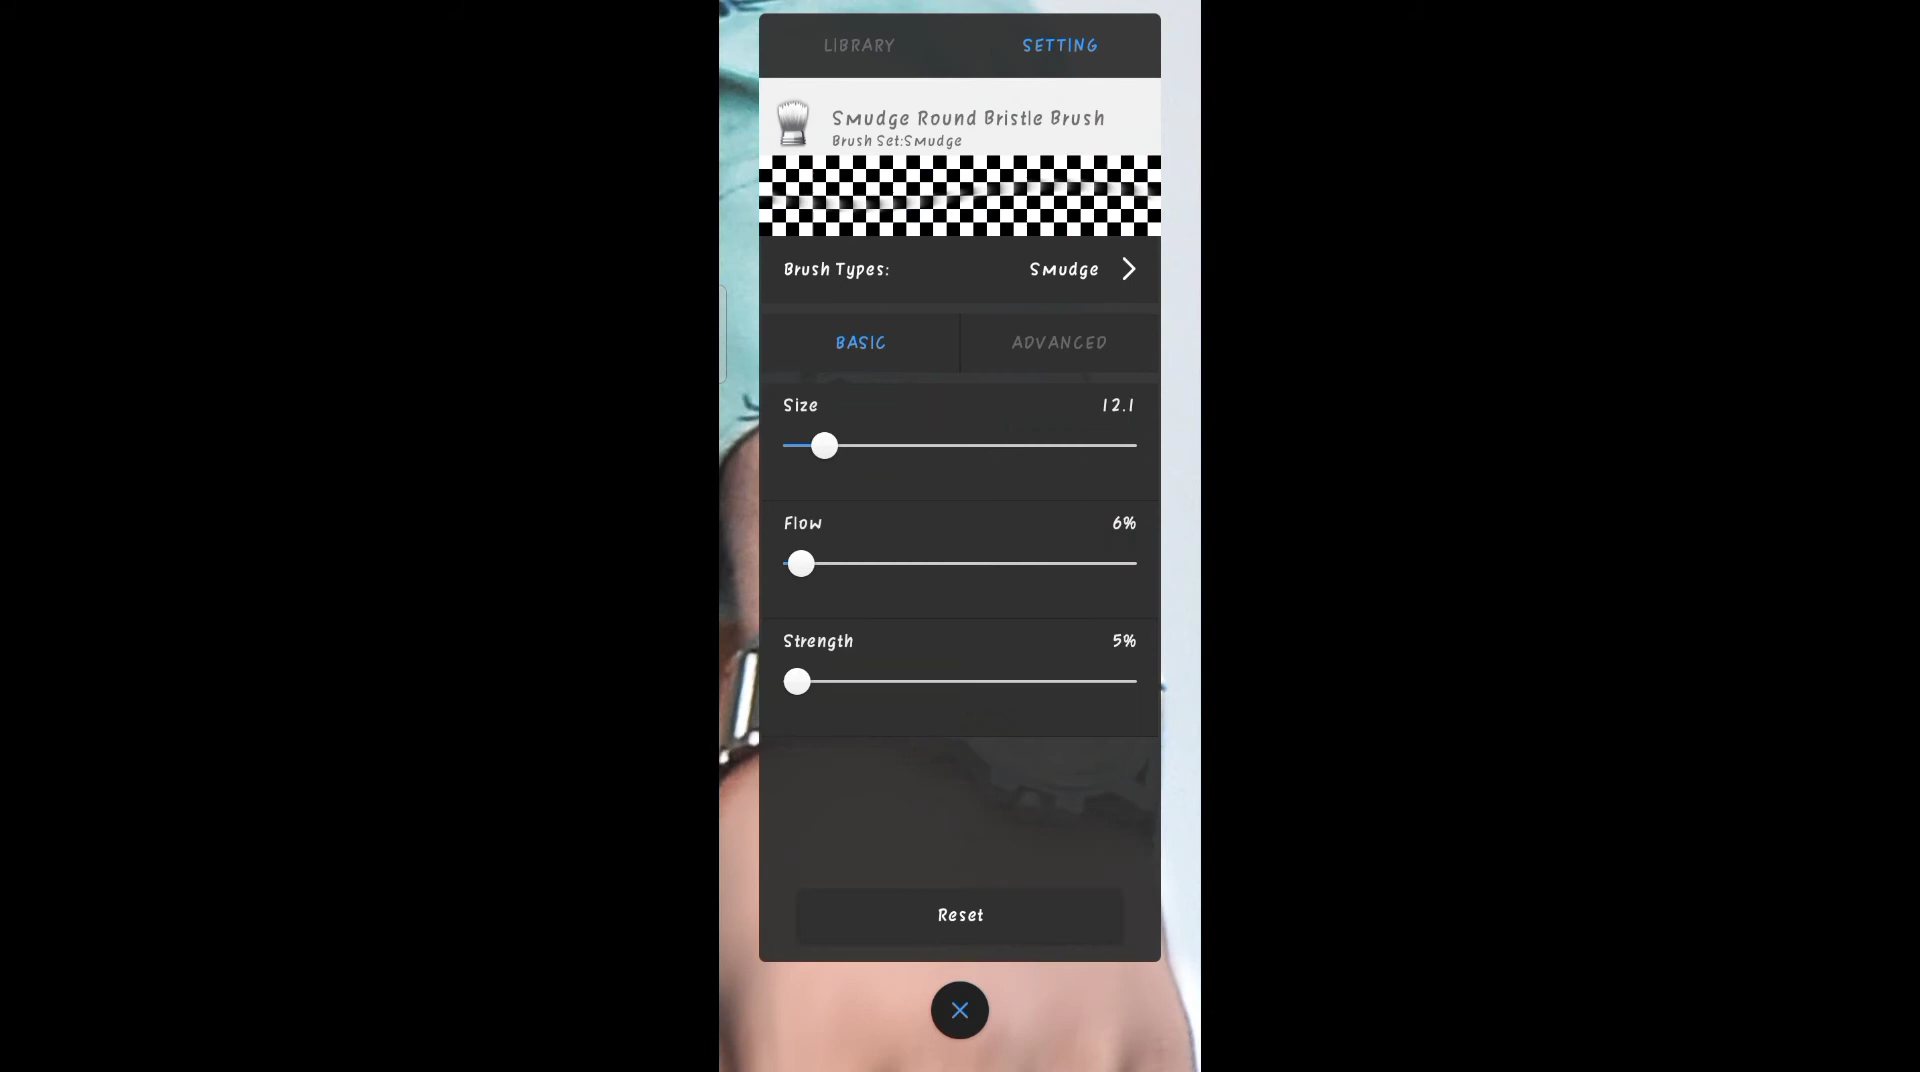 LIBRARY SETTING
Smudge Round Bristle Brush
Brush Set:Smudge
Brush Types: Smudge
BASIC ADVANCED
Size 12.1
Flow 6%
Strength 5%
Reset